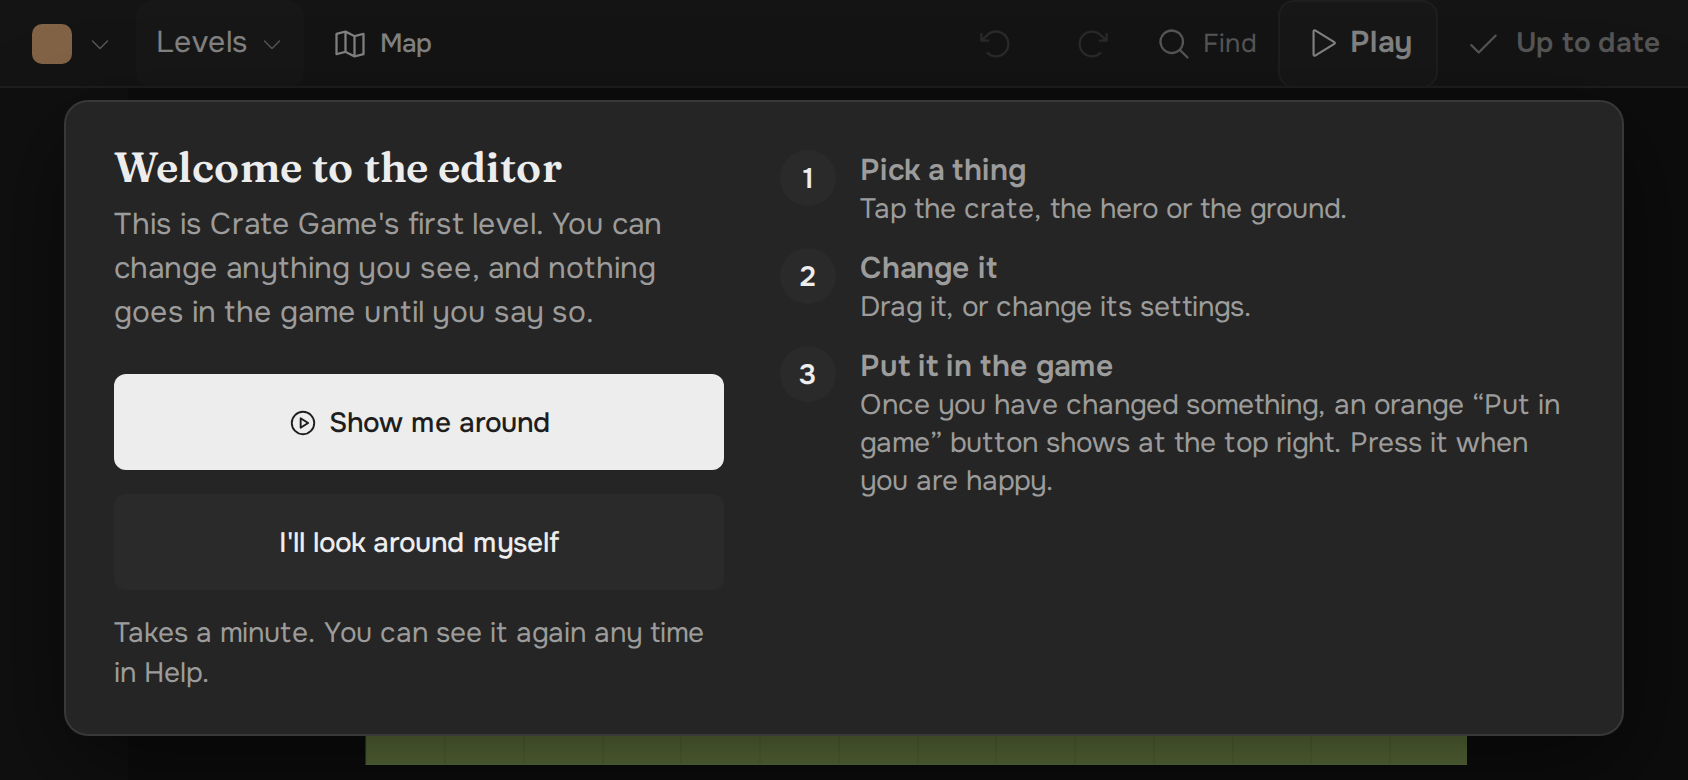 Levels
Map
Find
Play
Up to date
Welcome to the editor
This is Crate Game's first level. You can
change anything you see, and nothing
goes in the game until you say so.
Show me around
I'll look around myself
Takes a minute. You can see it again any time
in Help.
1
Pick a thing
Tap the crate, the hero or the ground.
2
Change it
Drag it, or change its settings.
3
Put it in the game
Once you have changed something, an orange “Put in
game” button shows at the top right. Press it when
you are happy.